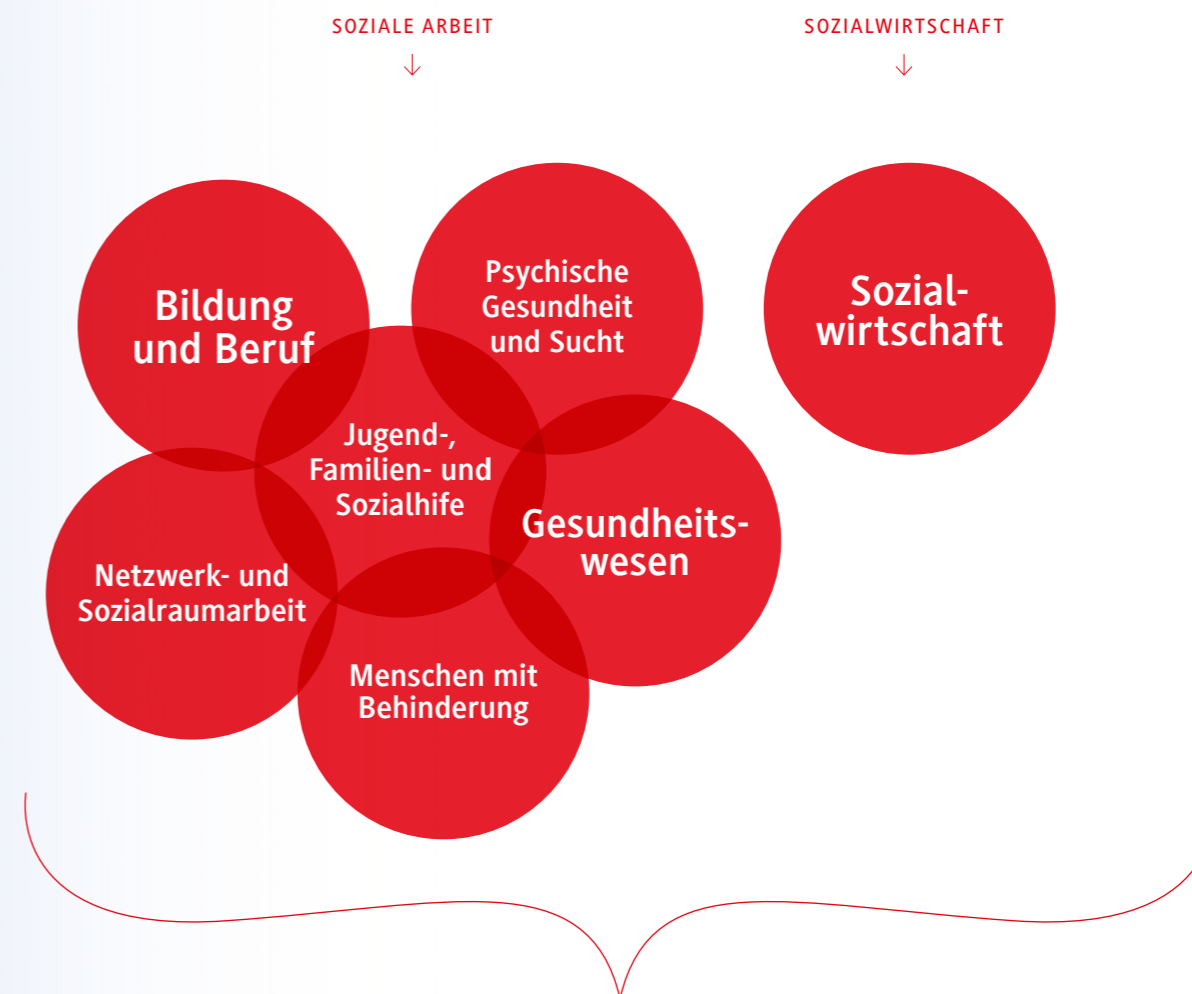 SOZIALE ARBEIT
SOZIALWIRTSCHAFT
Bildung
und Beruf
Psychische
Gesundheit
und Sucht
Sozial-
wirtschaft
Jugend-,
Familien- und
Sozialhife
Gesundheits-
wesen
Netzwerk- und
Sozialraumarbeit
Menschen mit
Behinderung